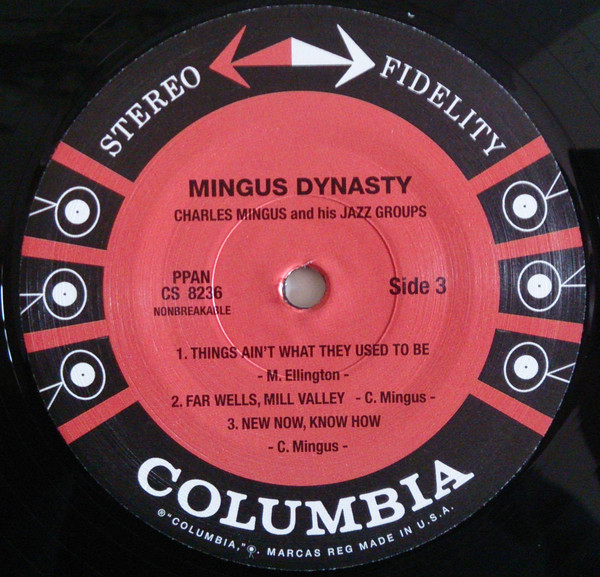 STEREO FIDELITY
MINGUS DYNASTY
CHARLES MINGUS and his JAZZ GROUPS
PPAN
CS 8236
NONBREAKABLE
Side 3
1. THINGS AIN'T WHAT THEY USED TO BE
- M. Ellington -
2. FAR WELLS, MILL VALLEY - C. Mingus -
3. NEW NOW, KNOW HOW
- C. Mingus -
COLUMBIA
® "COLUMBIA," ®. MARCAS REG MADE IN U.S.A.